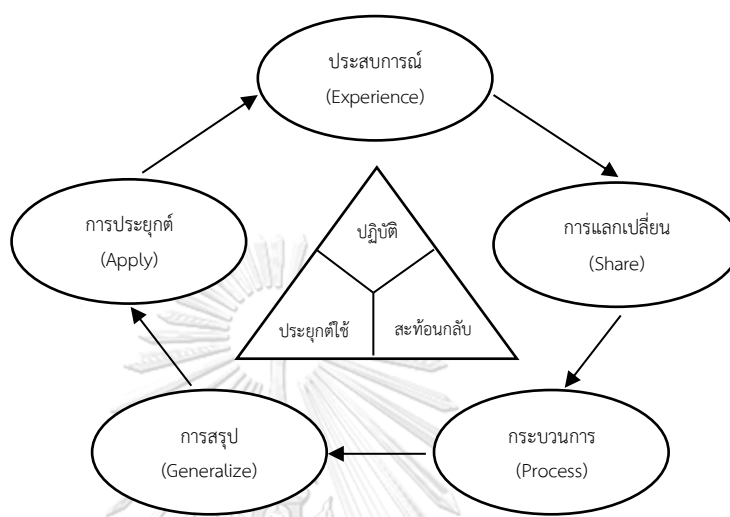 ประสบการณ์
(Experience)
การประยุกต์
(Apply)
ปฏิบัติ
การแลกเปลี่ยน
(Share)
ประยุกต์ใช้
สะท้อนกลับ
การสรุป
(Generalize)
กระบวนการ
(Process)